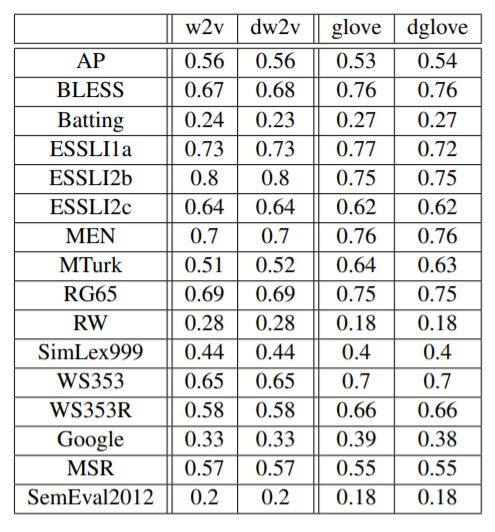 w2v dw2v glove dglove
AP 0.56 0.56 0.53 0.54
BLESS 0.67 0.68 0.76 0.76
Batting 0.24 0.23 0.27 0.27
ESSLI1a 0.73 0.73 0.77 0.72
ESSLI2b 0.8 0.8 0.75 0.75
ESSLI2c 0.64 0.64 0.62 0.62
MEN 0.7 0.7 0.76 0.76
MTurk 0.51 0.52 0.64 0.63
RG65 0.69 0.69 0.75 0.75
RW 0.28 0.28 0.18 0.18
SimLex999 0.44 0.44 0.4 0.4
WS353 0.65 0.65 0.7 0.7
WS353R 0.58 0.58 0.66 0.66
Google 0.33 0.33 0.39 0.38
MSR 0.57 0.57 0.55 0.55
SemEval2012 0.2 0.2 0.18 0.18